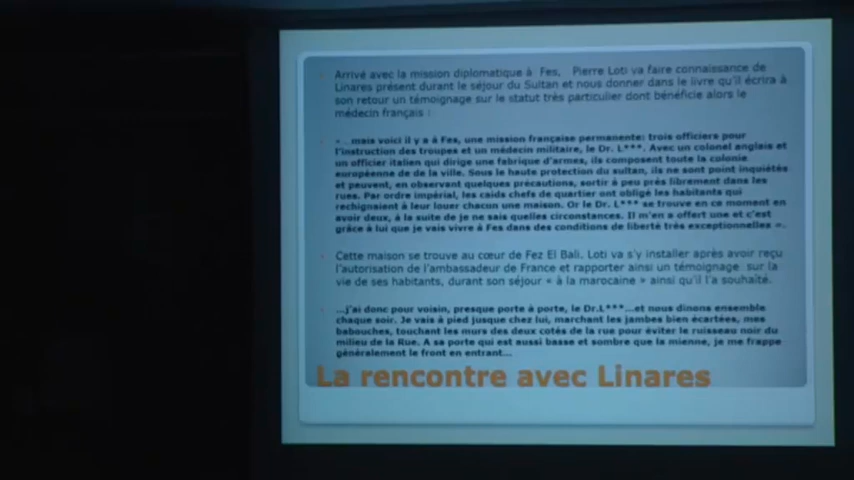 Arrivé avec la mission diplomatique à Fes, Pierre Loti va faire connaissance de
Linares présent durant le séjour du Sultan et nous donner dans le livre qu'il écrira à
son retour un témoignage sur le statut très particulier dont bénéficie alors le
médecin français :
« . mais voici il y a à Fes, une mission française permanente: trois officiers pour
l'instruction des troupes et un médecin militaire, le Dr. L***. Avec un colonel anglais et
un officier italien qui dirige une fabrique d'armes, ils composent toute la colonie
européenne de de la ville. Sous le haute protection du sultan, ils ne sont point inquiétés
et peuvent, en observant quelques précautions, sortir à peu près librement dans les
rues. Par ordre impérial, les caïds chefs de quartier ont obligé les habitants qui
rechignaient à leur louer chacun une maison. Or le Dr. L*** se trouve en ce moment en
avoir deux, à la suite de je ne sais quelles circonstances. Il m'en a offert une et c'est
grâce à lui que je vais vivre à Fes dans des conditions de liberté très exceptionnelles ».
Cette maison se trouve au cœur de Fez El Bali. Loti va s'y installer après avoir reçu
l'autorisation de l'ambassadeur de France et rapporter ainsi un témoignage sur la
vie de ses habitants, durant son séjour « à la marocaine » ainsi qu'il l'a souhaité.
...j'ai donc pour voisin, presque porte à porte, le Dr.L***...et nous dinons ensemble
chaque soir. Je vais à pied jusque chez lui, marchant les jambes bien écartées, mes
babouches, touchant les murs des deux cotés de la rue pour éviter le ruisseau noir du
milieu de la Rue. A sa porte qui est aussi basse et sombre que la mienne, je me frappe
généralement le front en entrant...
La rencontre avec Linares